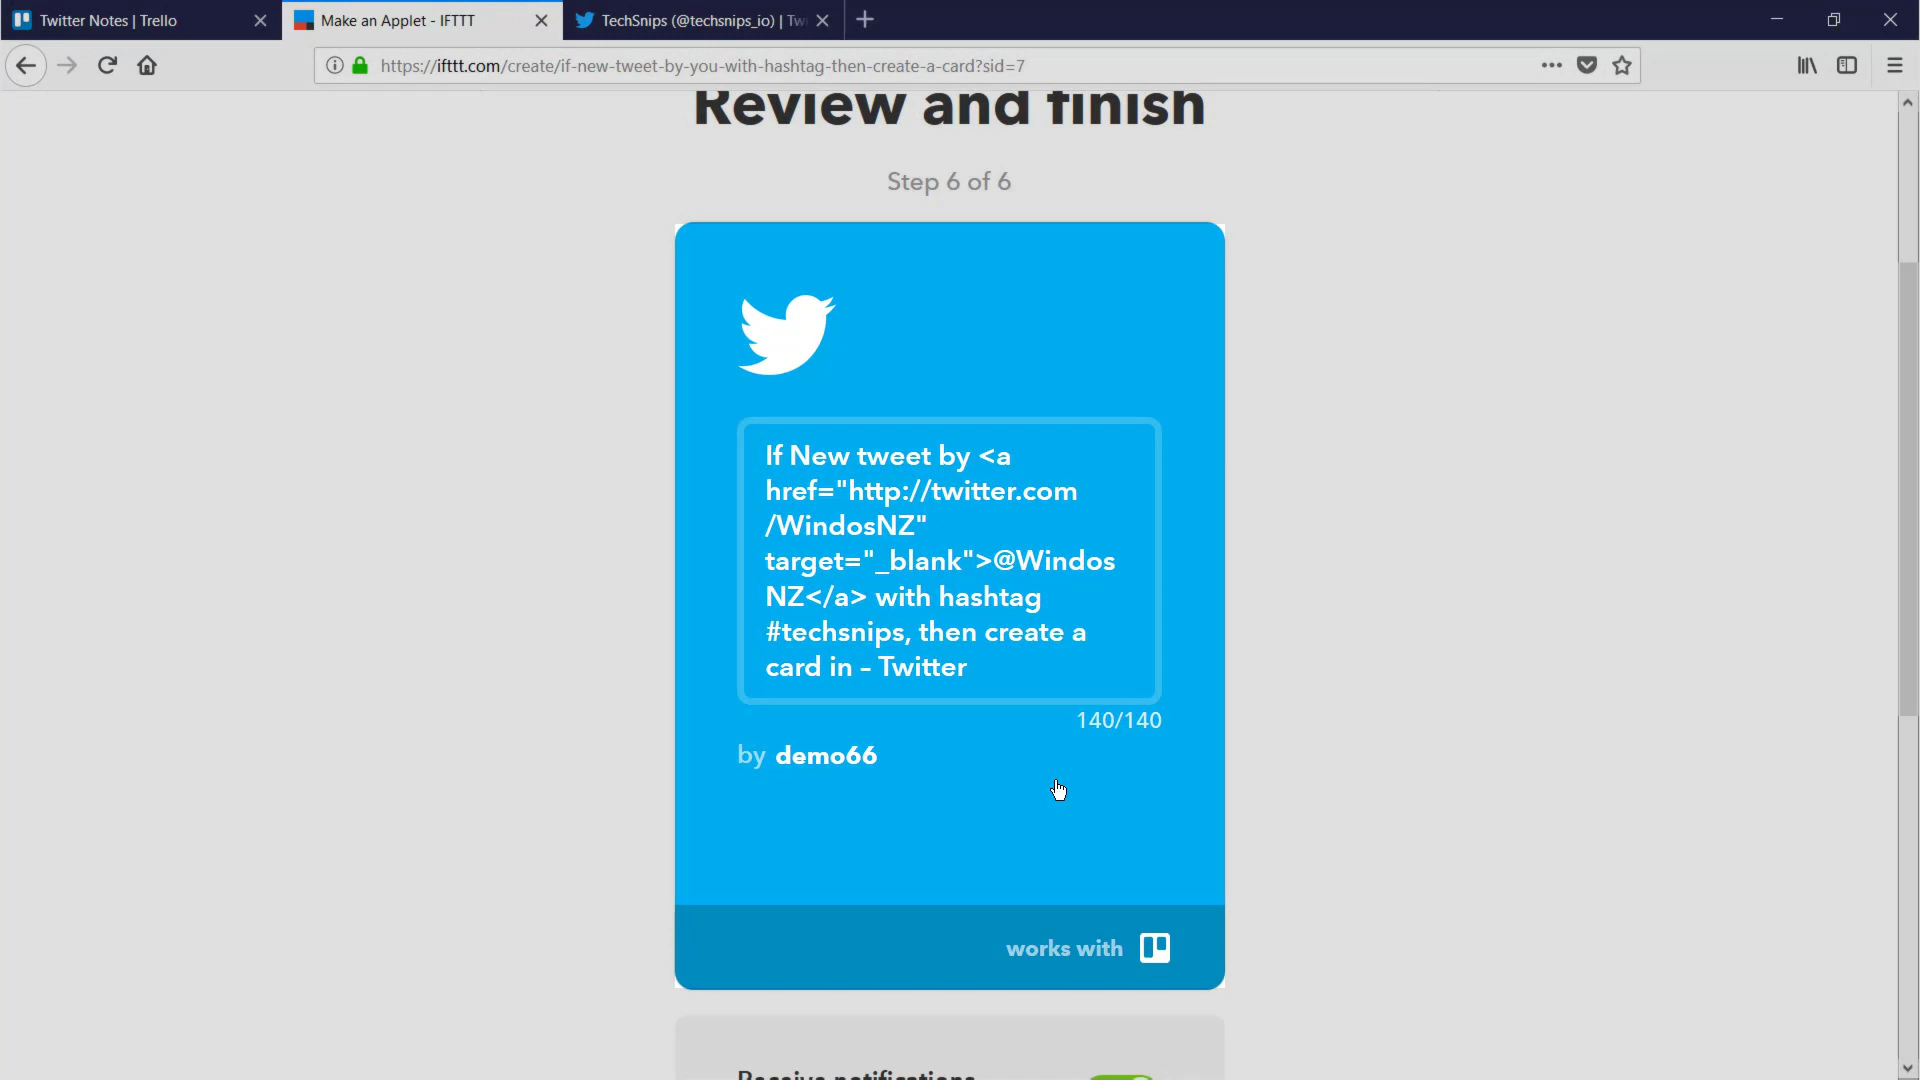 Twitter Notes | Trello
Make an Applet - IFTTT
TechSnips (@techsnips_io) | Tw
https://ifttt.com/create/if-new-tweet-by-you-with-hashtag-then-create-a-card?sid=7
Review and finish
Step 6 of 6
If New tweet by <a
href="http://twitter.com
/WindosNZ"
target="_blank">@Windos
NZ</a> with hashtag
#techsnips, then create a
card in – Twitter
140/140
by demo66
works with
Receive notifications